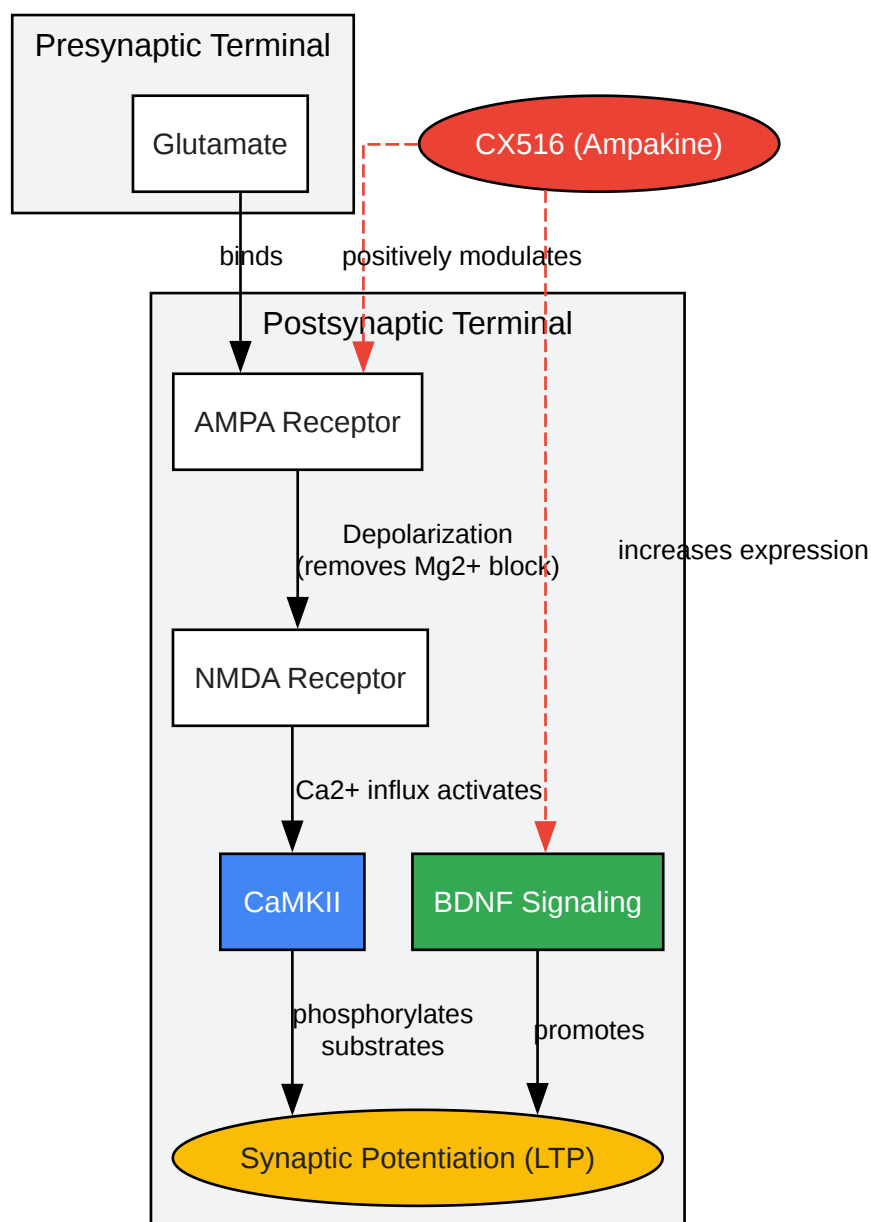 Presynaptic Terminal
Glutamate
CX516 (Ampakine)
binds
positively modulates
Postsynaptic Terminal
AMPA Receptor
Depolarization
(removes Mg2+ block)
increases expression
NMDA Receptor
Ca2+ influx activates
CaMKII
BDNF Signaling
phosphorylates
substrates
promotes
Synaptic Potentiation (LTP)